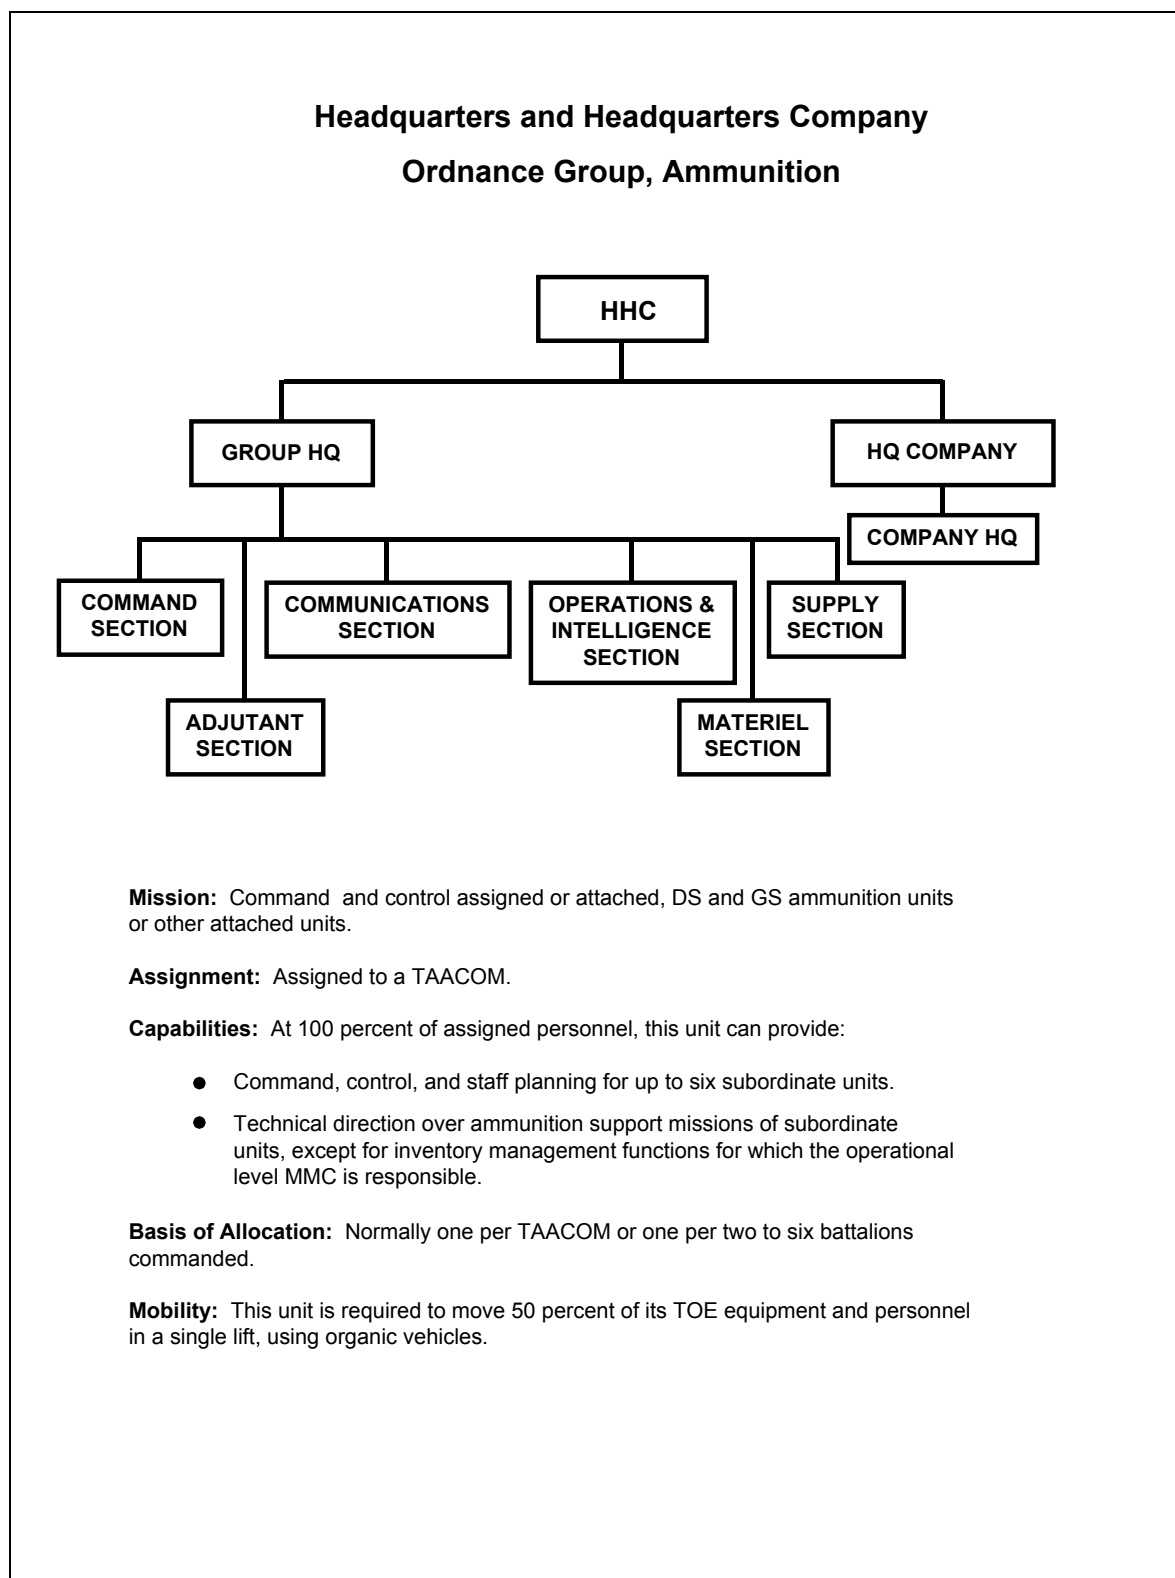 Headquarters and Headquarters Company
Ordnance Group, Ammunition
HHC
GROUP HQ
HQ COMPANY
COMPANY HQ
COMMAND
SECTION
COMMUNICATIONS
SECTION
OPERATIONS &
INTELLIGENCE
SECTION
SUPPLY
SECTION
ADJUTANT
SECTION
MATERIEL
SECTION
Mission: Command and control assigned or attached, DS and GS ammunition units
or other attached units.
Assignment: Assigned to a TAACOM.
Capabilities: At 100 percent of assigned personnel, this unit can provide:
● Command, control, and staff planning for up to six subordinate units.
● Technical direction over ammunition support missions of subordinate
units, except for inventory management functions for which the operational
level MMC is responsible.
Basis of Allocation: Normally one per TAACOM or one per two to six battalions
commanded.
Mobility: This unit is required to move 50 percent of its TOE equipment and personnel
in a single lift, using organic vehicles.